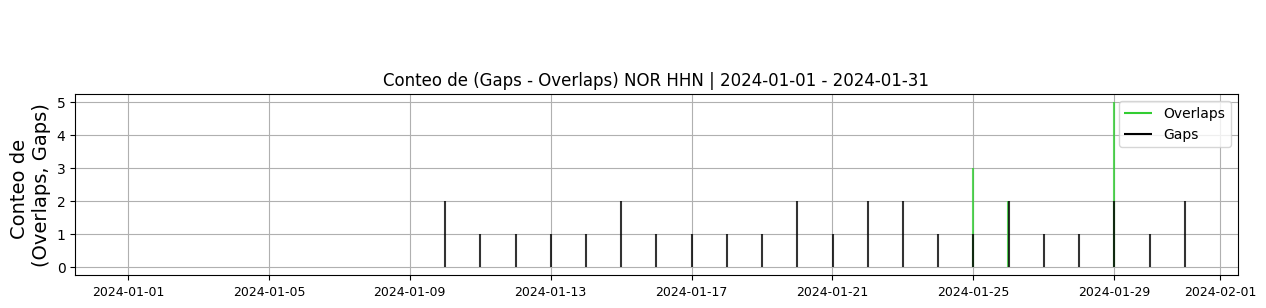 Conteo de (Gaps - Overlaps) NOR HHN | 2024-01-01 - 2024-01-31
Conteo de
(Overlaps, Gaps)
5
4
3
2
1
0
Overlaps
Gaps
2024-01-01 2024-01-05 2024-01-09 2024-01-13 2024-01-17 2024-01-21 2024-01-25 2024-01-29 2024-02-01